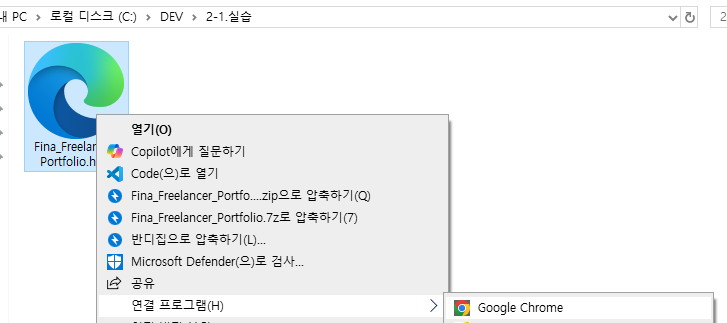 내 PC > 로컬 디스크 (C:) > DEV > 2-1.실습
Fina_Freelan
Portfolio.h
열기(O)
Copilot에게 질문하기
Code(으)로 열기
Fina_Freelancer_Portfo....zip으로 압축하기(Q)
Fina_Freelancer_Portfolio.7z로 압축하기(7)
반디집으로 압축하기(L)...
Microsoft Defender(으)로 검사...
공유
연결 프로그램(H)
Google Chrome